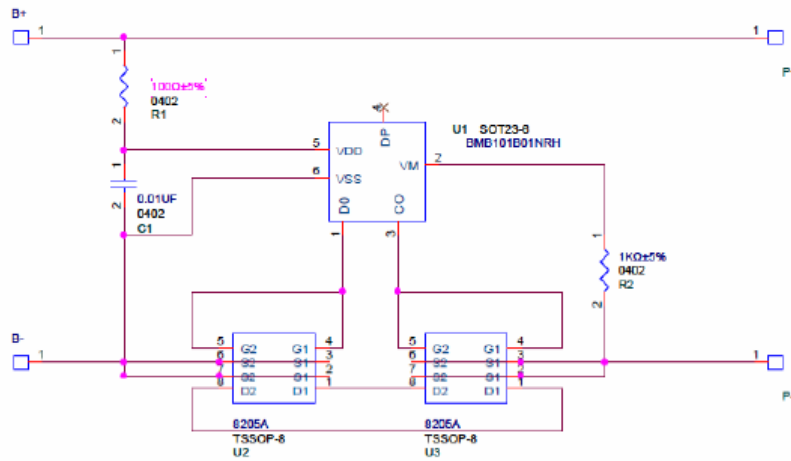 B+
1
1
P
1
100Ω±5%
0402
R1
2
4
DP
U1 SOT23-6
BMB101B01NRH
5
VDD
VM
2
6
VSS
1
2
0.01UF
0402
C1
D0
CO
1
3
1
1KΩ±5%
0402
R2
2
B-
1
5
G2
G1
4
6
S2
S1
3
7
S2
S1
2
8
D2
D1
1
5
G2
G1
4
6
S2
S1
3
7
S2
S1
2
8
D2
D1
1
1
P
8205A
TSSOP-8
U2
8205A
TSSOP-8
U3